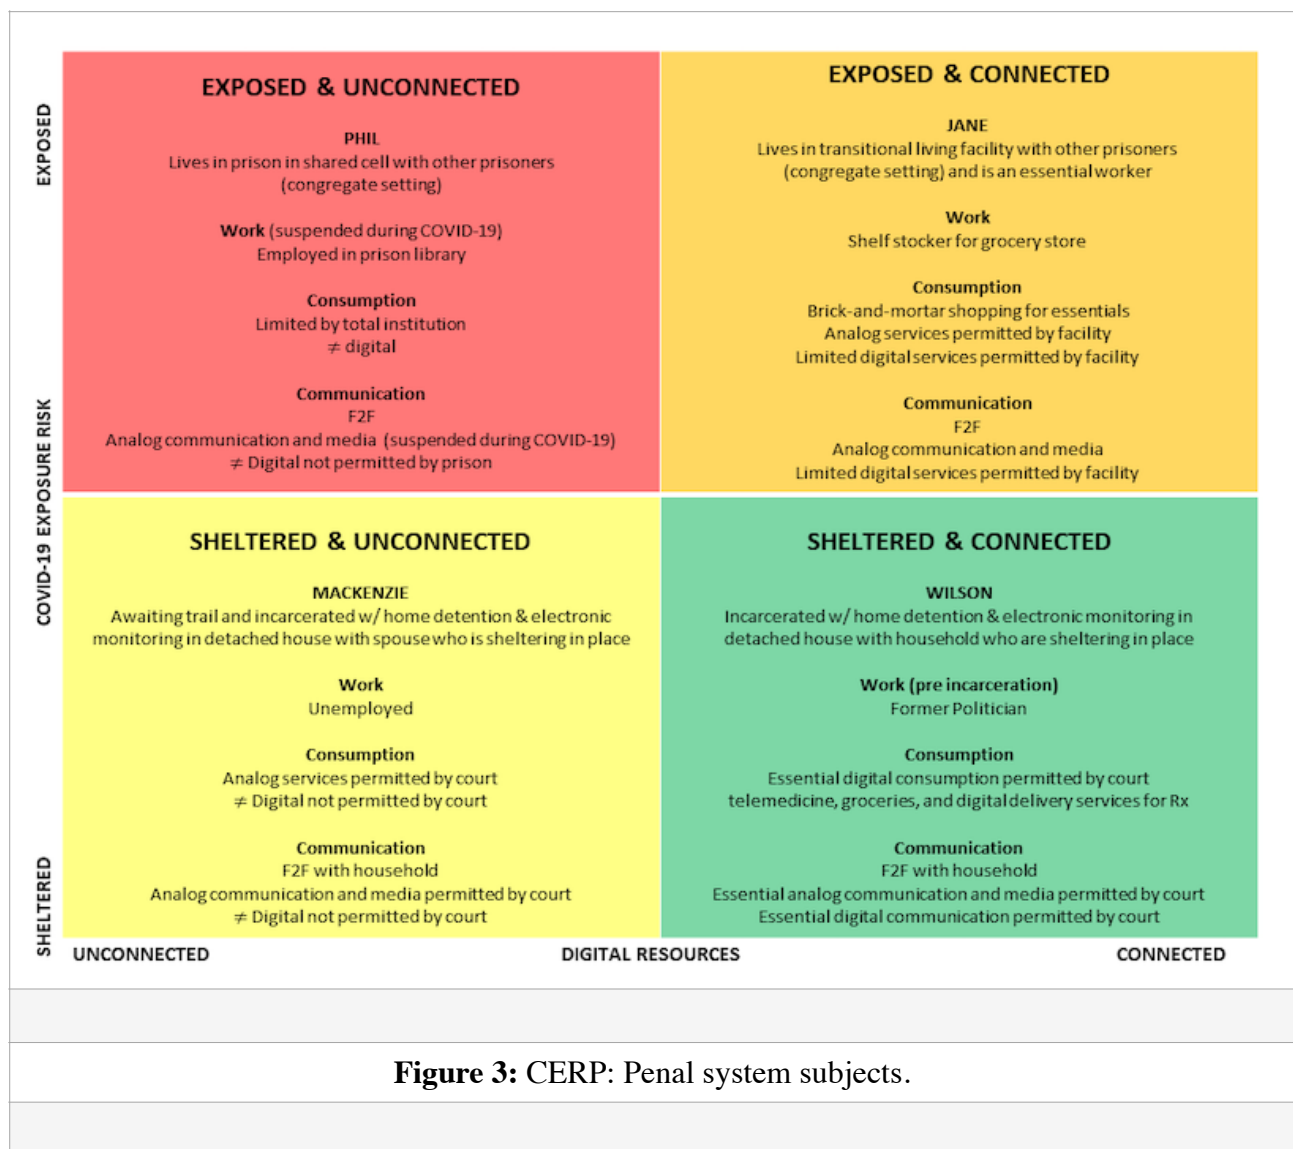 EXPOSED & UNCONNECTED
PHIL
Lives in prison in shared cell with other prisoners
(congregate setting)
Work (suspended during COVID-19)
Employed in prison library
Consumption
Limited by total institution
≠ digital
Communication
F2F
Analog communication and media (suspended during COVID-19)
≠ Digital not permitted by prison
EXPOSED & CONNECTED
JANE
Lives in transitional living facility with other prisoners
(congregate setting) and is an essential worker
Work
Shelf stocker for grocery store
Consumption
Brick-and-mortar shopping for essentials
Analog services permitted by facility
Limited digital services permitted by facility
Communication
F2F
Analog communication and media
Limited digital services permitted by facility
SHELTERED & UNCONNECTED
MACKENZIE
Awaiting trail and incarcerated w/ home detention & electronic
monitoring in detached house with spouse who is sheltering in place
Work
Unemployed
Consumption
Analog services permitted by court
≠ Digital not permitted by court
Communication
F2F with household
Analog communication and media permitted by court
≠ Digital not permitted by court
SHELTERED & CONNECTED
WILSON
Incarcerated w/ home detention & electronic monitoring in
detached house with household who are sheltering in place
Work (pre incarceration)
Former Politician
Consumption
Essential digital consumption permitted by court
telemedicine, groceries, and digital delivery services for Rx
Communication
F2F with household
Essential analog communication and media permitted by court
Essential digital communication permitted by court
EXPOSED
COVID-19 EXPOSURE RISK
SHELTERED
UNCONNECTED
DIGITAL RESOURCES
CONNECTED
Figure 3: CERP: Penal system subjects.